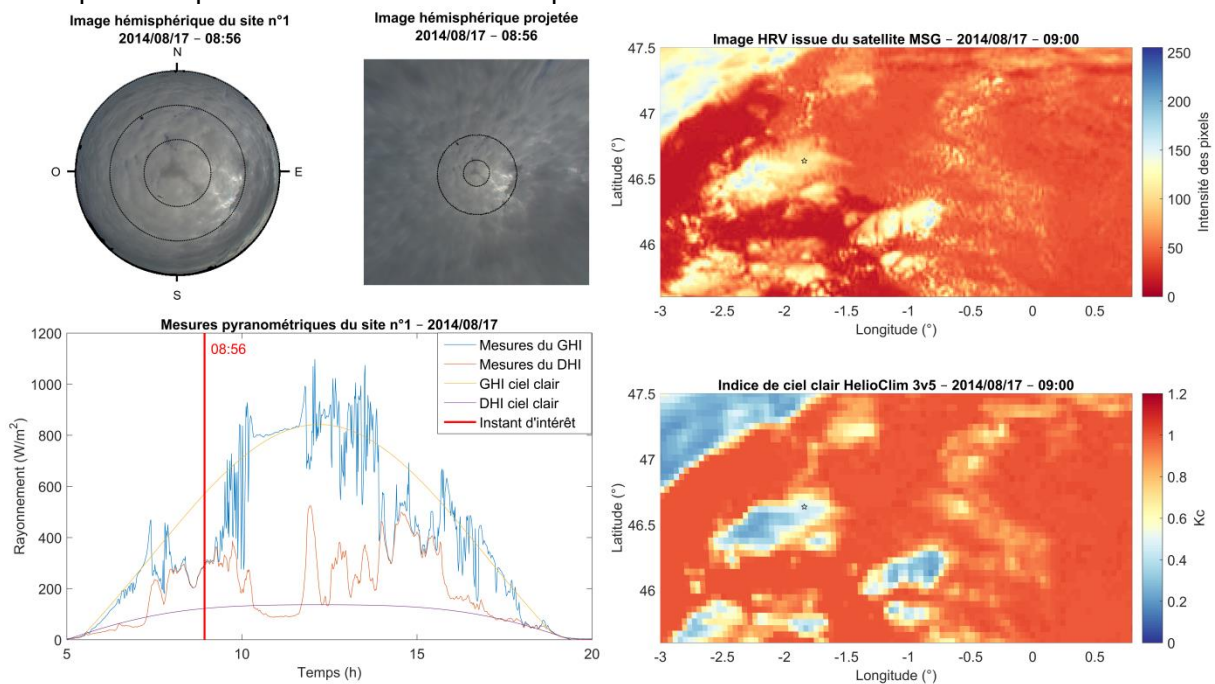 Image hémisphérique du site n°1
2014/08/17 – 08:56
N
O
E
S
Image hémisphérique projetée
2014/08/17 – 08:56
Image HRV issue du satellite MSG – 2014/08/17 – 09:00
47.5
47
46.5
46
Latitude (°)
-3 -2.5 -2 -1.5 -1 -0.5 0 0.5
Longitude (°)
250
200
150
100
50
0
Intensité des pixels
Mesures pyranométriques du site n°1 – 2014/08/17
1200
1000
800
600
400
200
0
Rayonnement (W/m²)
08:56
Mesures du GHI
Mesures du DHI
GHI ciel clair
DHI ciel clair
Instant d'intérêt
5 10 15 20
Temps (h)
Indice de ciel clair HelioClim 3v5 – 2014/08/17 – 09:00
47.5
47
46.5
46
Latitude (°)
-3 -2.5 -2 -1.5 -1 -0.5 0 0.5
Longitude (°)
1.2
1
0.8
0.6
0.4
0.2
0
Kc